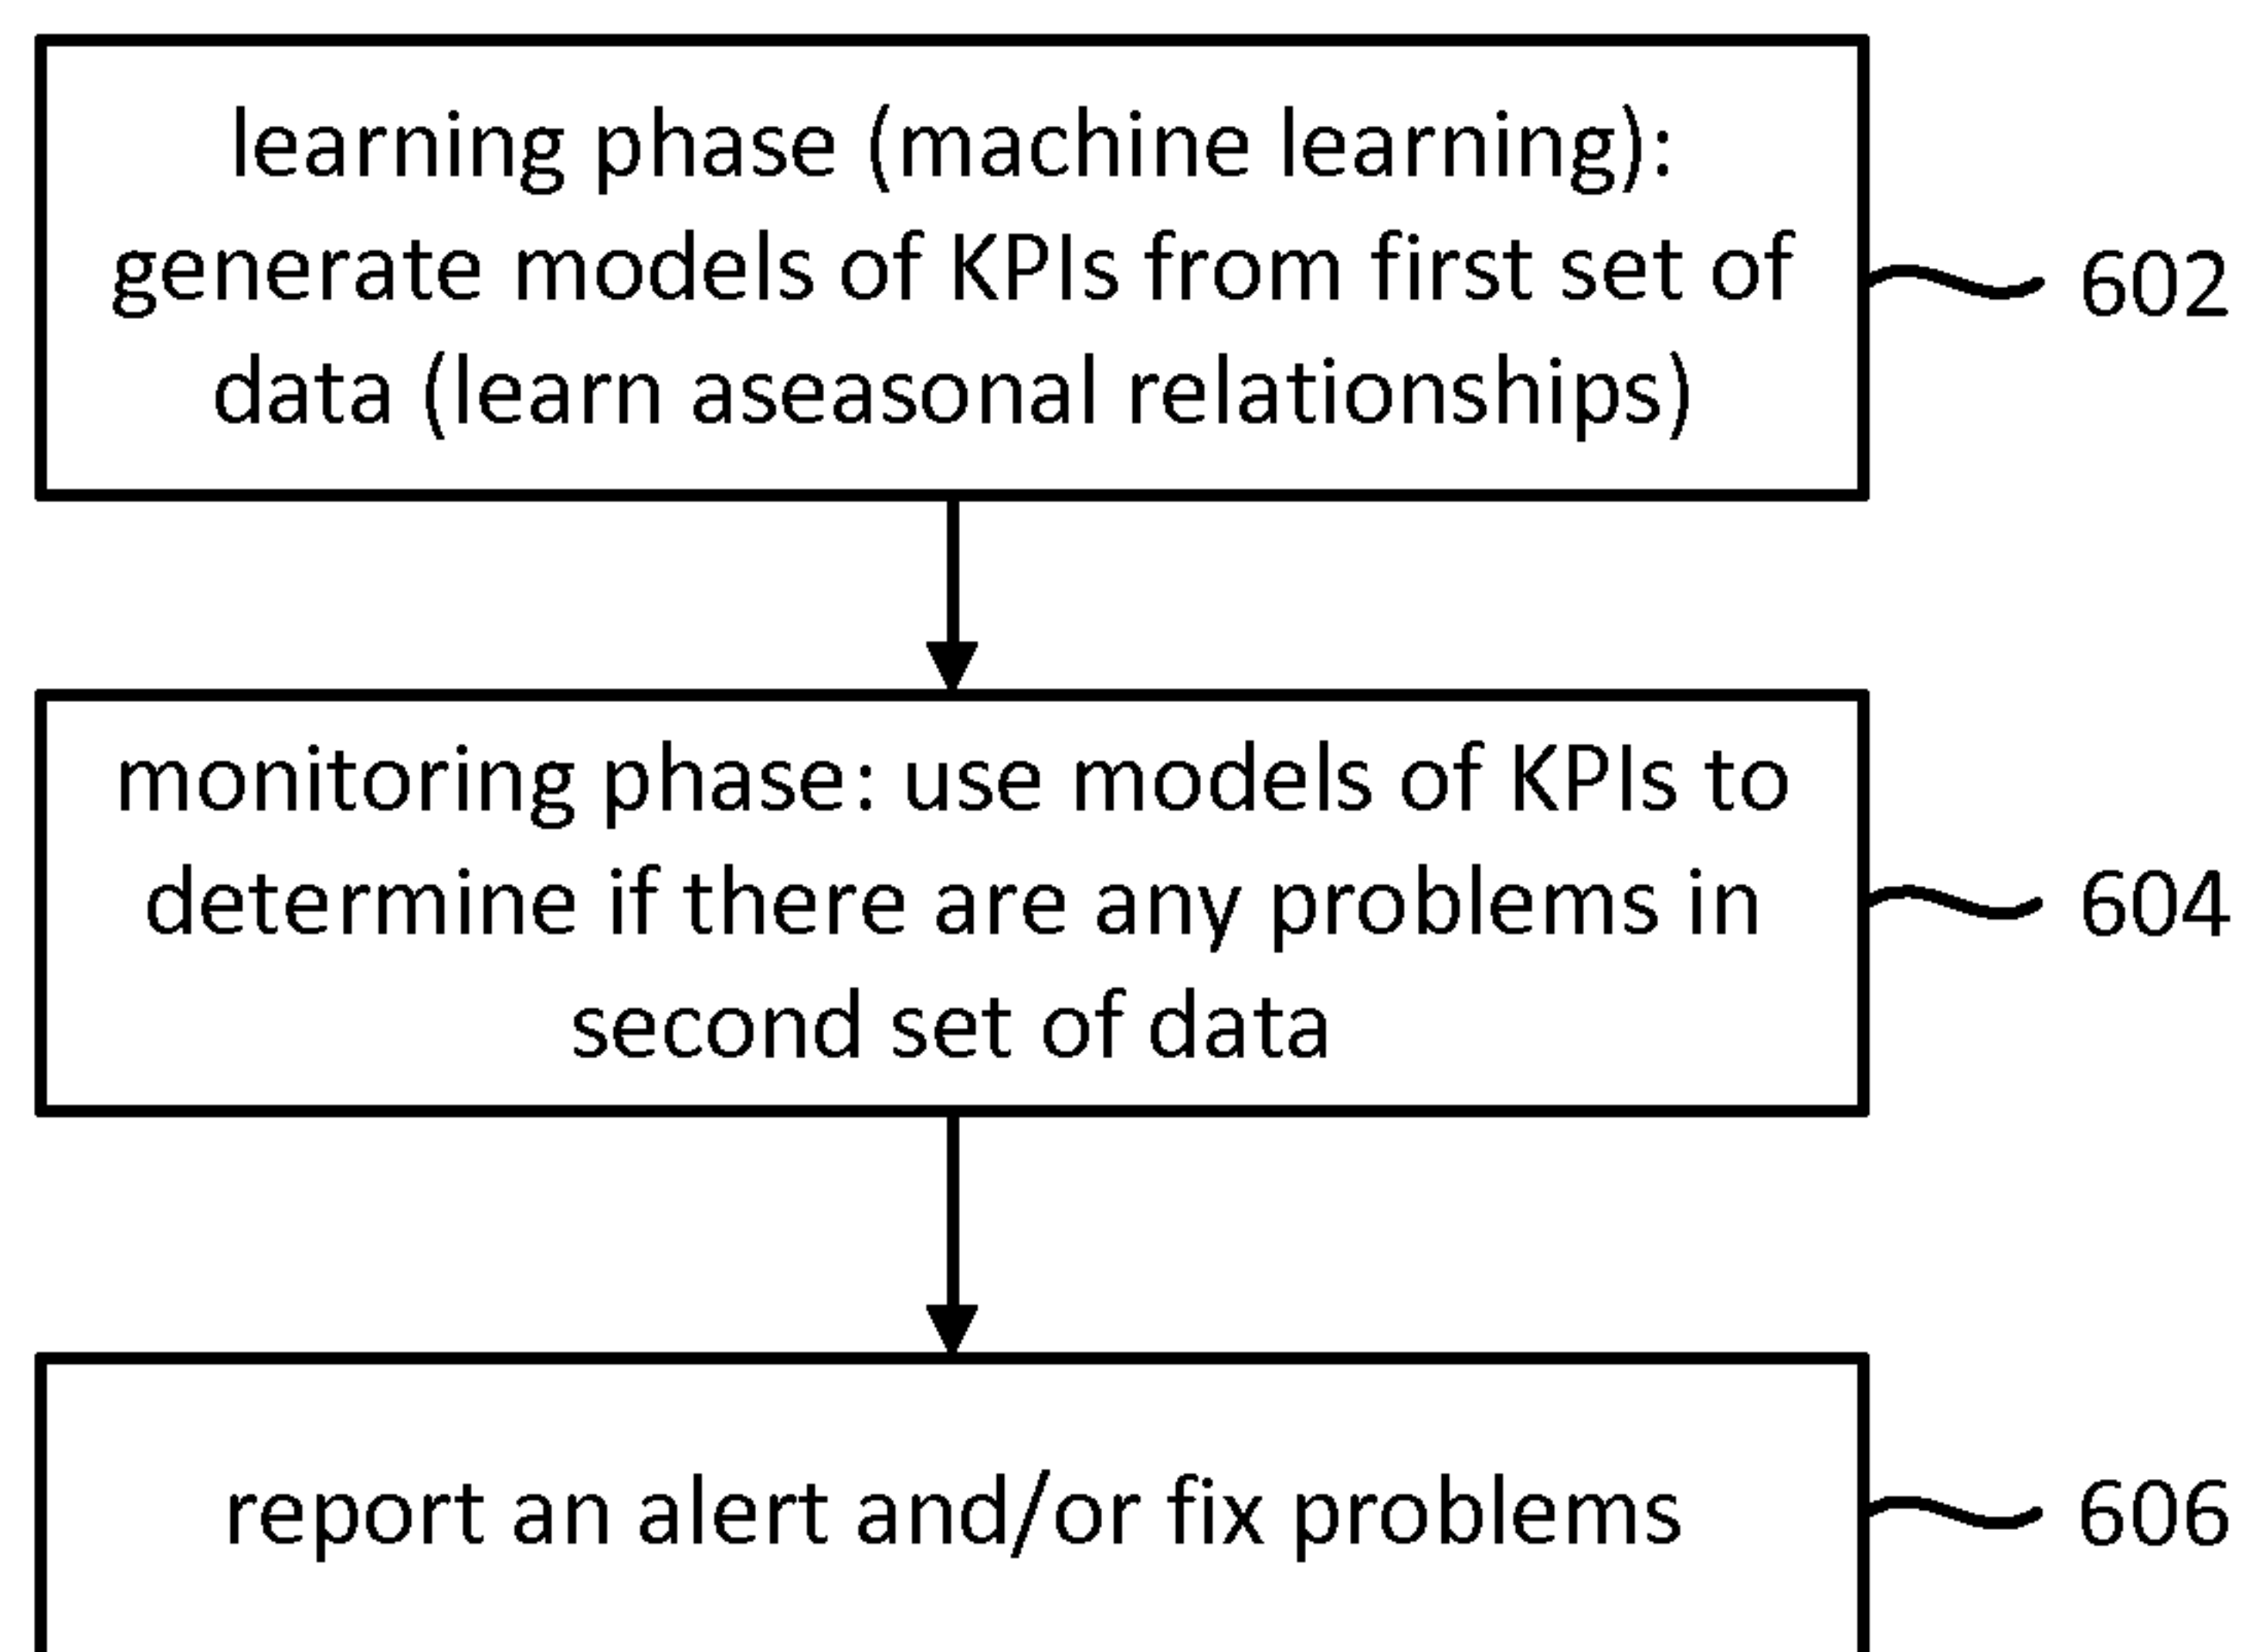 learning phase (machine learning):
generate models of KPIs from first set of
data (learn aseasonal relationships)
602
monitoring phase: use models of KPIs to
determine if there are any problems in
second set of data
604
report an alert and/or fix problems
606